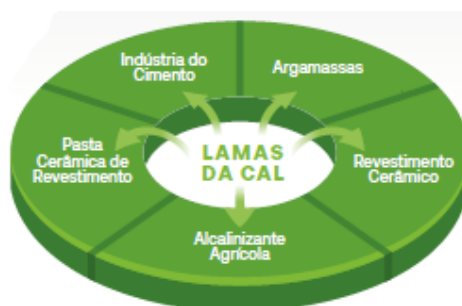 Indústria do
Cimento
Argamassas
Pasta
Cerâmica de
Revestimento
LAMAS
DA CAL
Revestimento
Cerâmico
Alcalinizante
Agrícola